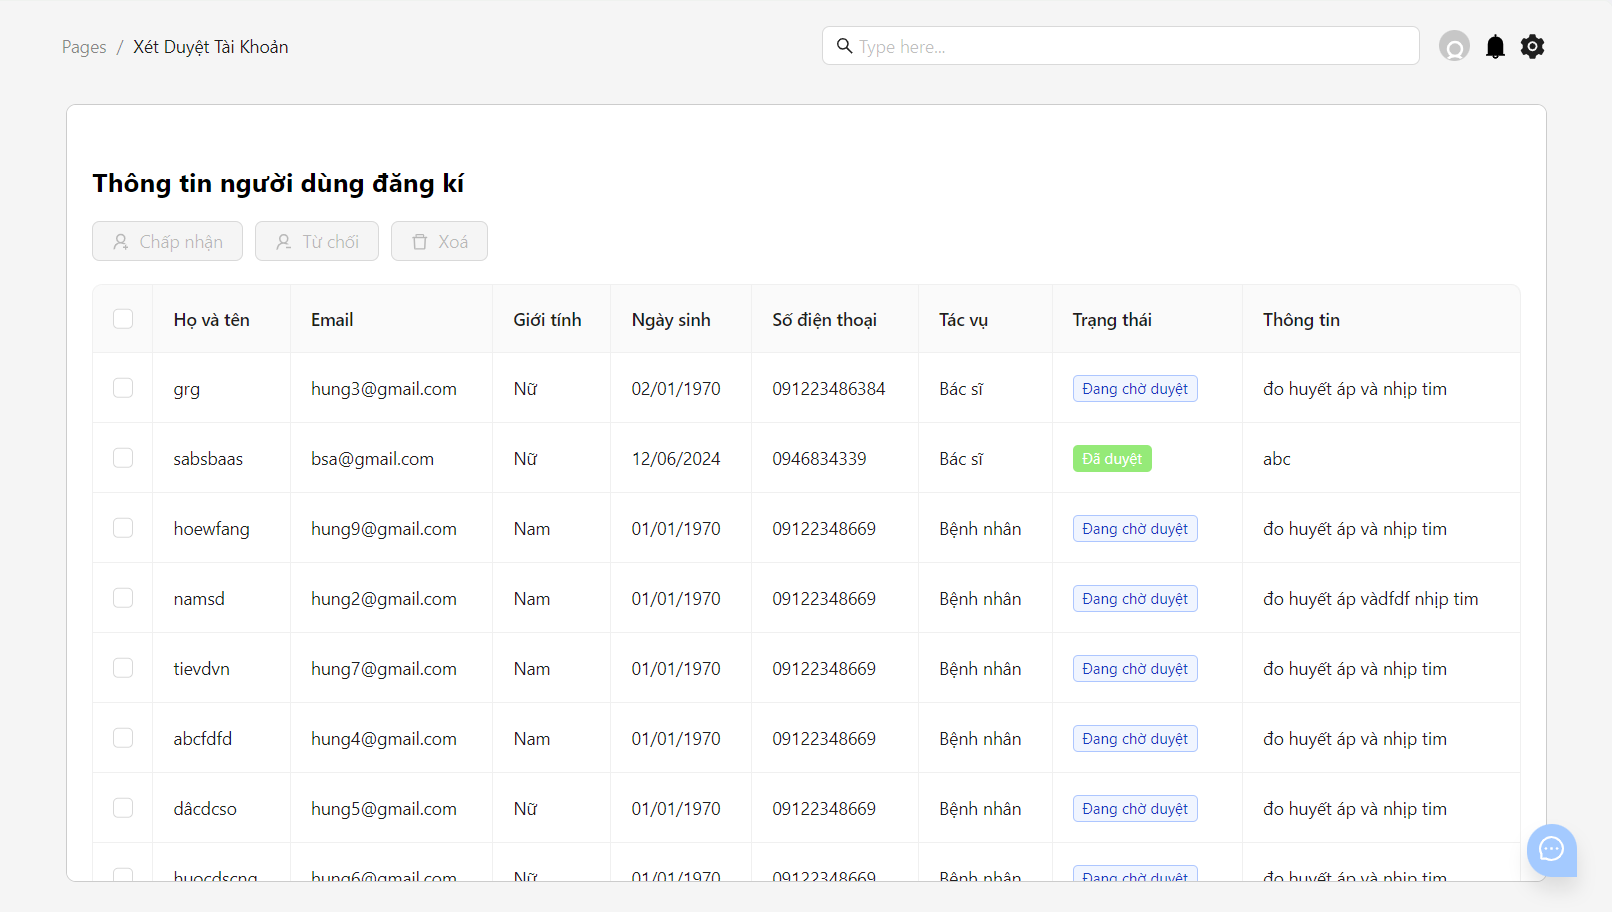 Pages / Xét Duyệt Tài Khoản
Type here...
Thông tin người dùng đăng kí
Chấp nhận Từ chối Xoá
Họ và tên Email Giới tính Ngày sinh Số điện thoại Tác vụ Trạng thái Thông tin
grg hung3@gmail.com Nữ 02/01/1970 091223486384 Bác sĩ Đang chờ duyệt đo huyết áp và nhịp tim
sabsbaas bsa@gmail.com Nữ 12/06/2024 0946834339 Bác sĩ Đã duyệt abc
hoewfang hung9@gmail.com Nam 01/01/1970 09122348669 Bệnh nhân Đang chờ duyệt đo huyết áp và nhịp tim
namsd hung2@gmail.com Nam 01/01/1970 09122348669 Bệnh nhân Đang chờ duyệt đo huyết áp vàdfdf nhịp tim
tievdvn hung7@gmail.com Nam 01/01/1970 09122348669 Bệnh nhân Đang chờ duyệt đo huyết áp và nhịp tim
abcfdfd hung4@gmail.com Nam 01/01/1970 09122348669 Bệnh nhân Đang chờ duyệt đo huyết áp và nhịp tim
dâcdcso hung5@gmail.com Nữ 01/01/1970 09122348669 Bệnh nhân Đang chờ duyệt đo huyết áp và nhịp tim
huocdscng hung6@gmail.com Nữ 01/01/1970 09122348669 Bệnh nhân Đang chờ duyệt đo huyết áp và nhịp tim